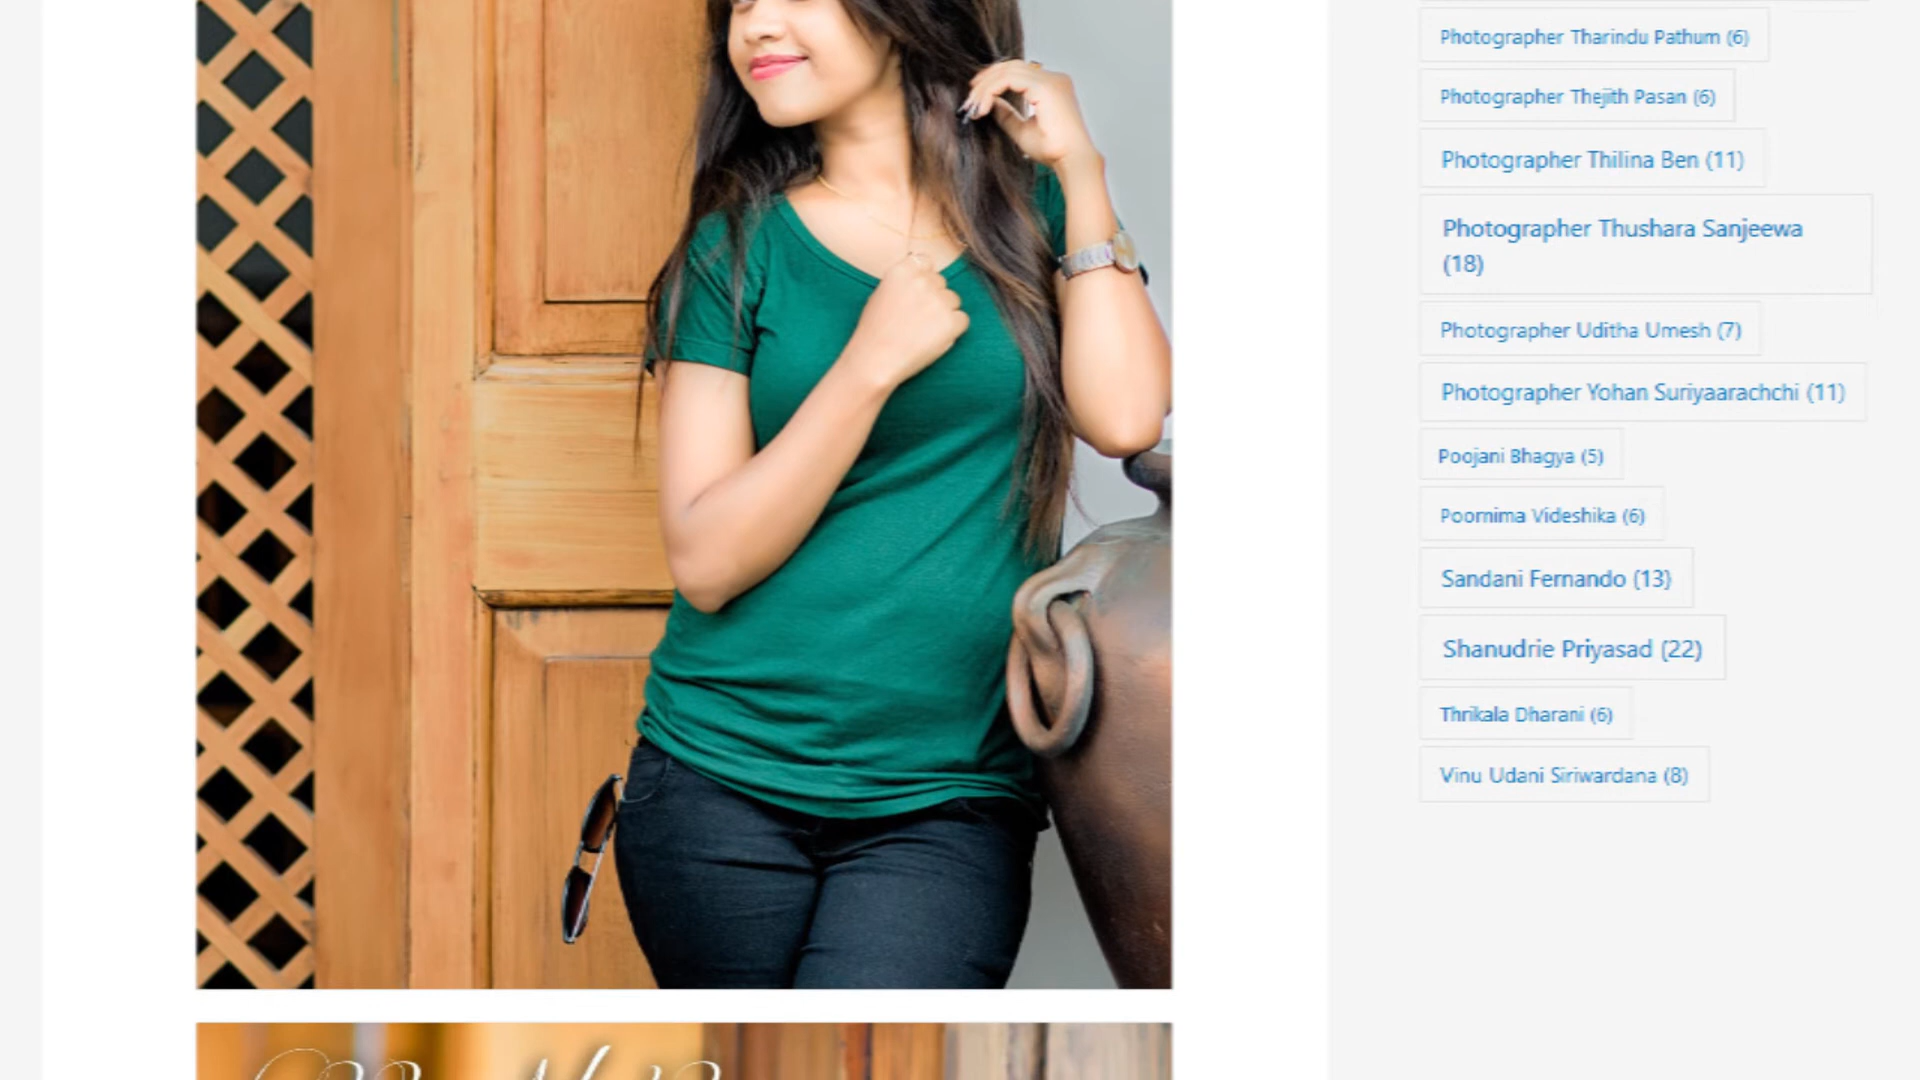 Photographer Tharindu Pathum (6)
Photographer Thejith Pasan (6)
Photographer Thilina Ben (11)
Photographer Thushara Sanjeewa
(18)
Photographer Uditha Umesh (7)
Photographer Yohan Suriyaarachchi (11)
Poojani Bhagya (5)
Poornima Videshika (6)
Sandani Fernando (13)
Shanudrie Priyasad (22)
Thrikala Dharani (6)
Vinu Udani Siriwardana (8)